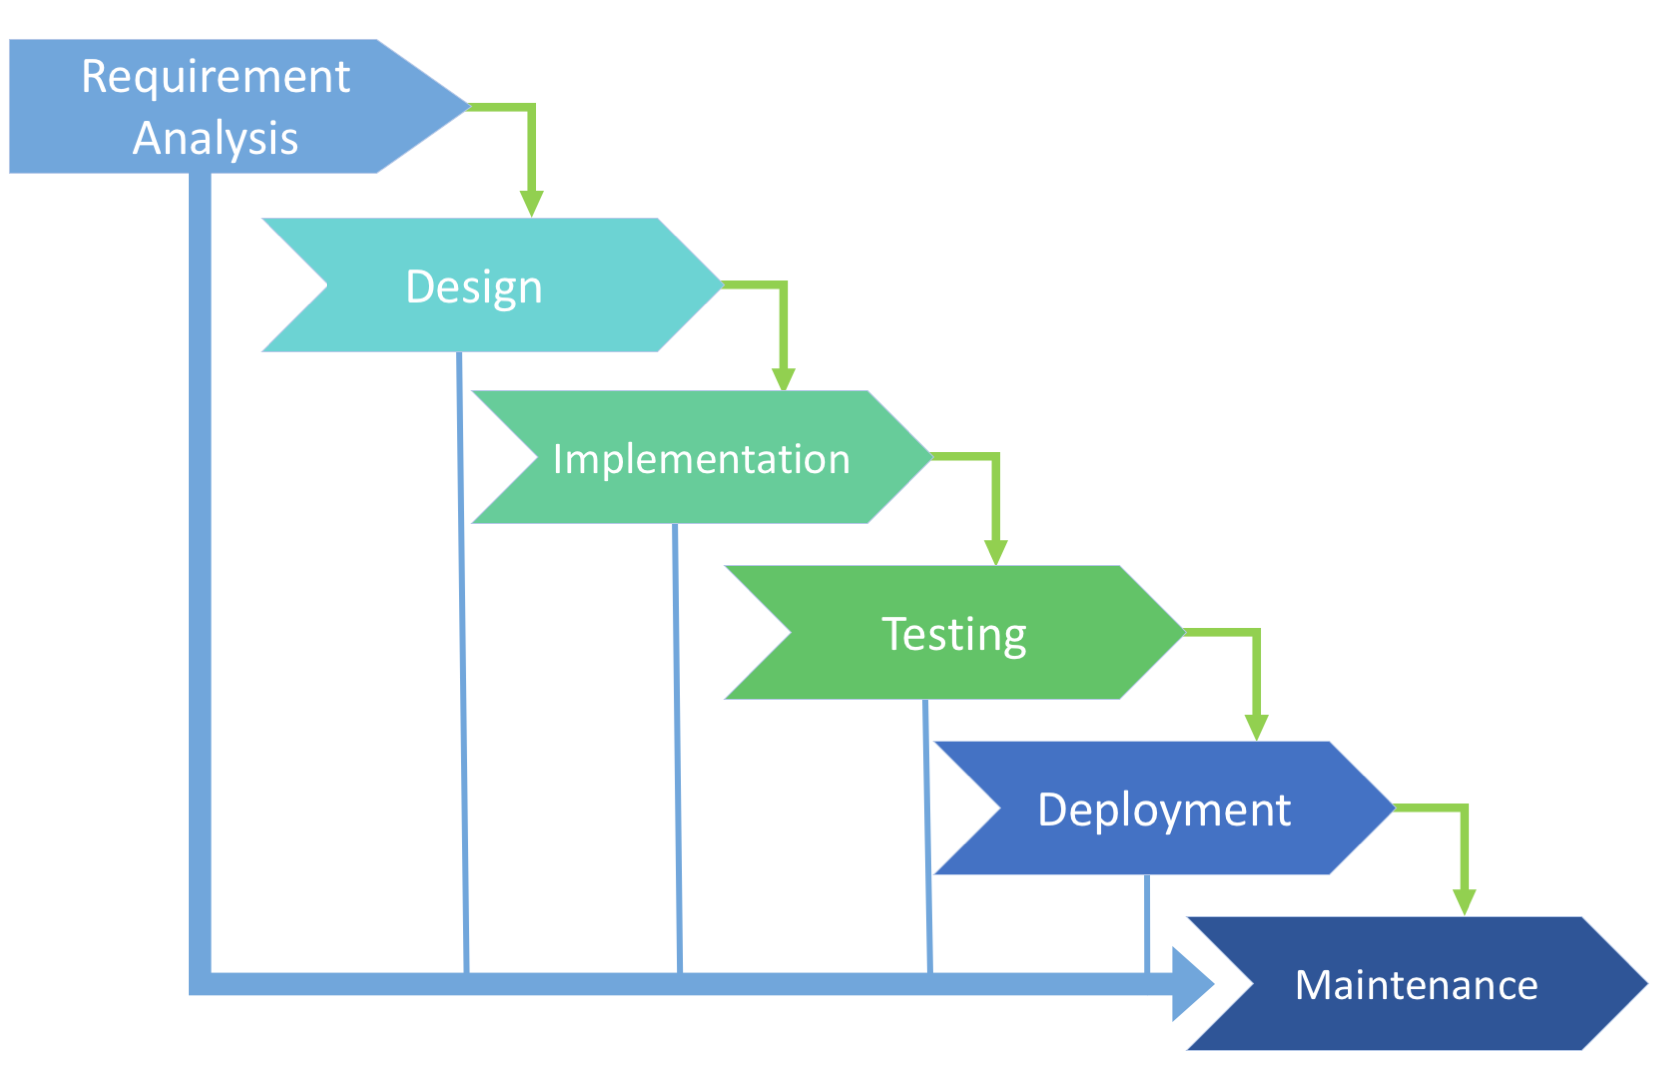 Requirement
Analysis
Design
Implementation
Testing
Deployment
Maintenance